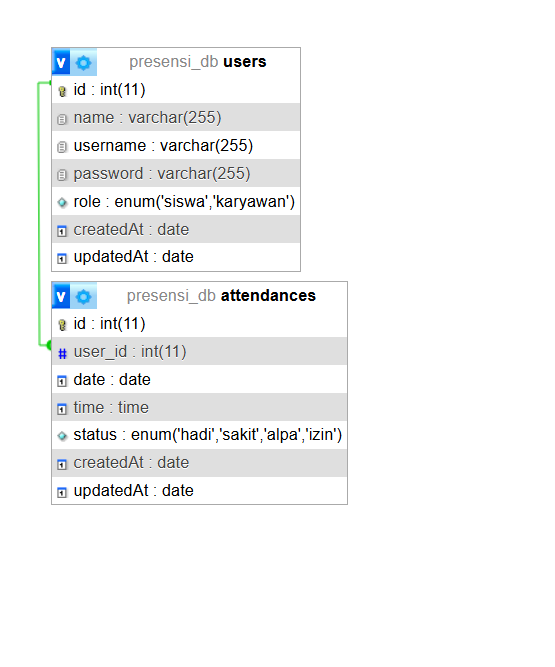 V presensi_db users
id : int(11)
name : varchar(255)
username : varchar(255)
password : varchar(255)
role : enum('siswa','karyawan')
createdAt : date
updatedAt : date
V presensi_db attendances
id : int(11)
# user_id : int(11)
date : date
time : time
status : enum('hadi','sakit','alpa','izin')
createdAt : date
updatedAt : date